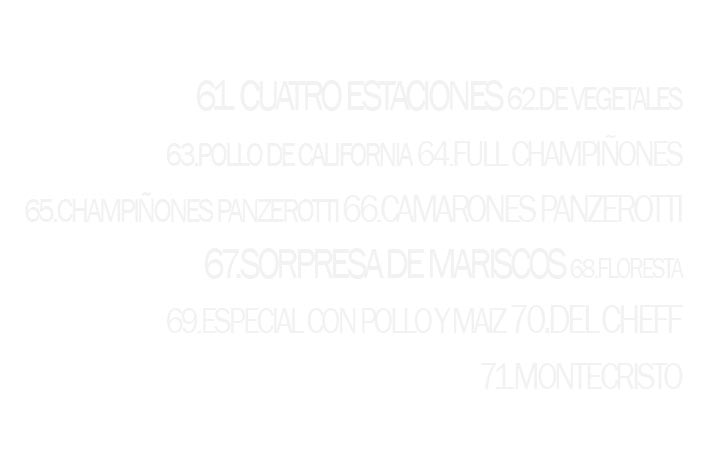 61. CUATRO ESTACIONES 62.DE VEGETALES
63.POLLO DE CALIFORNIA 64.FULL CHAMPIÑONES
65.CHAMPIÑONES PANZEROTTI 66.CAMARONES PANZEROTTI
67.SORPRESA DE MARISCOS 68.FLORESTA
69.ESPECIAL CON POLLO Y MAIZ 70.DEL CHEFF
71.MONTECRISTO